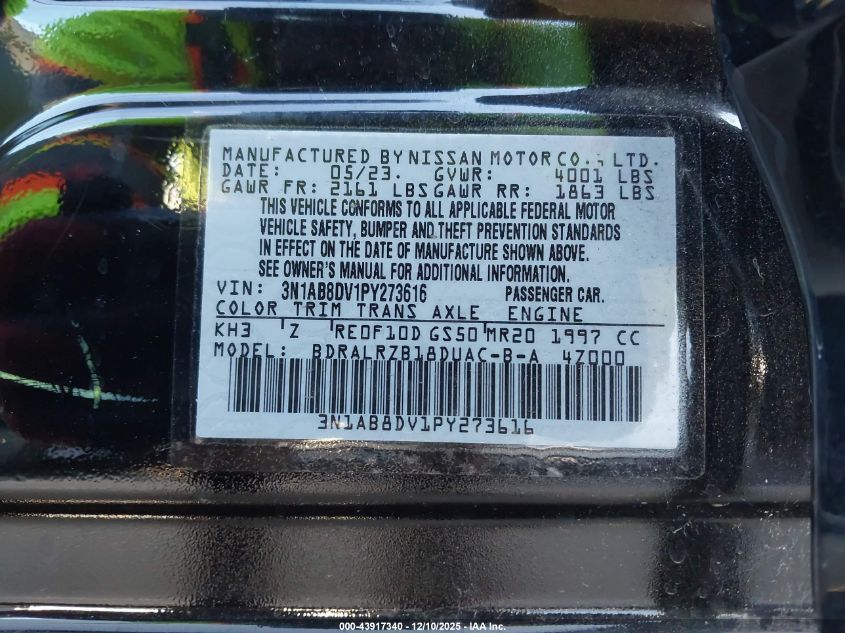 MANUFACTURED BY NISSAN MOTOR CO., LTD.
DATE: 05/23. GVWR: 4001 LBS
GAWR FR: 2161 LBS GAWR RR: 1863 LBS
THIS VEHICLE CONFORMS TO ALL APPLICABLE FEDERAL MOTOR
VEHICLE SAFETY, BUMPER AND THEFT PREVENTION STANDARDS
IN EFFECT ON THE DATE OF MANUFACTURE SHOWN ABOVE.
SEE OWNER'S MANUAL FOR ADDITIONAL INFORMATION.
VIN: 3N1AB8DV1PY273616 PASSENGER CAR.
COLOR TRIM TRANS AXLE ENGINE
KH3 Z RE0F10D GS50 MR20 1997 CC
MODEL: BDRALRZB18DUAC-B-A 4Z000
3N1AB8DV1PY273616
000-43917340 - 12/10/2025 - IAA Inc.